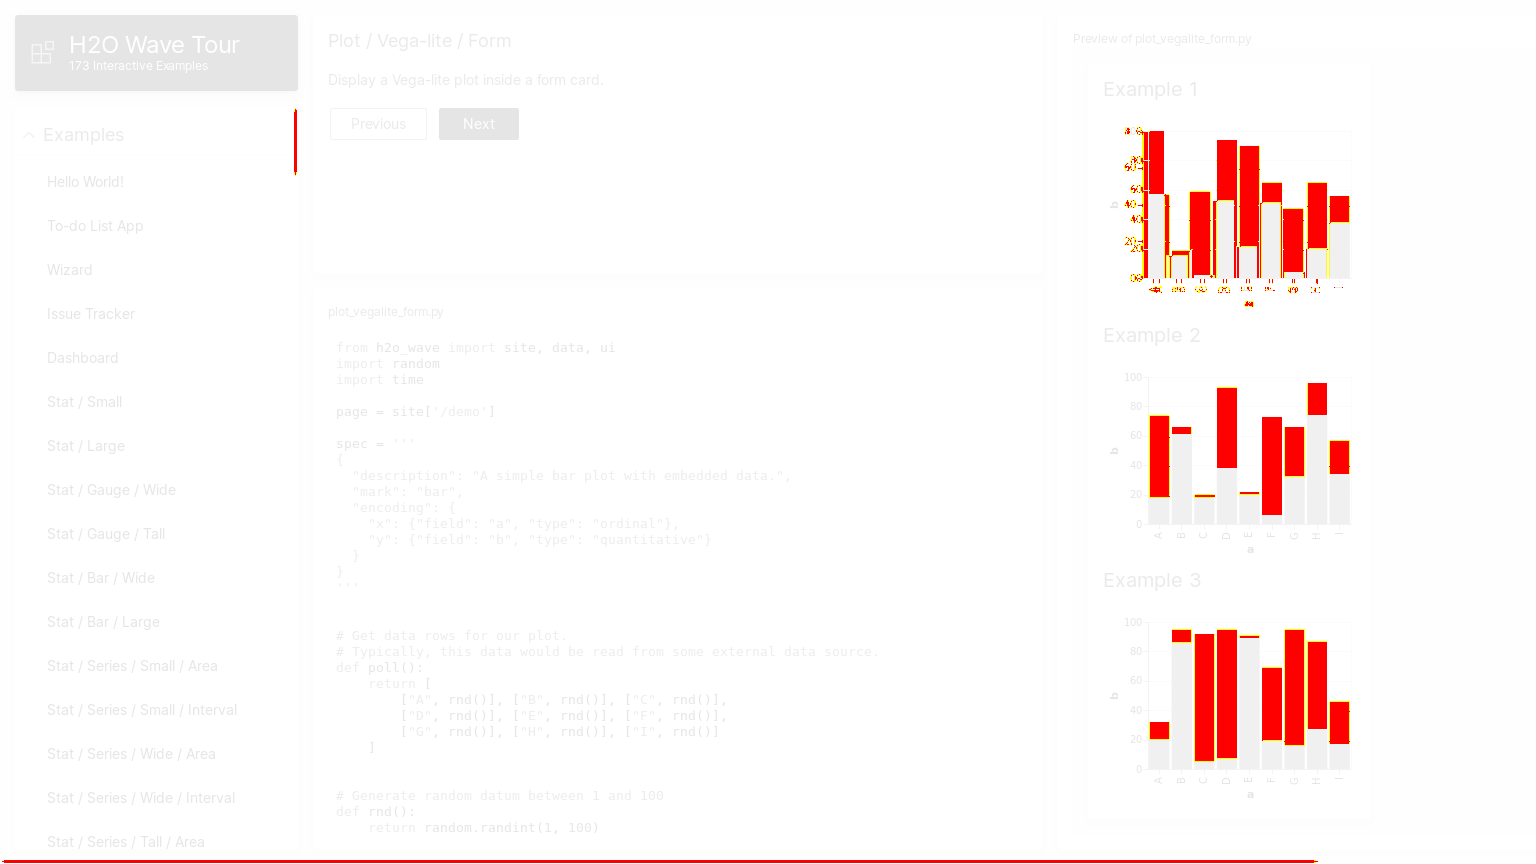 H2O Wave Tour
173 Interactive Examples
Examples
Hello World!
To-do List App
Wizard
Issue Tracker
Dashboard
Stat / Small
Stat / Large
Stat / Gauge / Wide
Stat / Gauge / Tall
Stat / Bar / Wide
Stat / Bar / Large
Stat / Series / Small / Area
Stat / Series / Small / Interval
Stat / Series / Wide / Area
Stat / Series / Wide / Interval
Stat / Series / Tall / Area
Plot / Vega-lite / Form
Display a Vega-lite plot inside a form card.
Previous
Next
plot_vegalite_form.py
from h2o_wave import site, data, ui
import random
import time
page = site['/demo']
spec = '''
{
"description": "A simple bar plot with embedded data.",
"mark": "bar",
"encoding": {
"x": {"field": "a", "type": "ordinal"},
"y": {"field": "b", "type": "quantitative"}
}
}
'''
# Get data rows for our plot.
# Typically, this data would be read from some external data source.
def poll():
return [
["A", rnd()], ["B", rnd()], ["C", rnd()],
["D", rnd()], ["E", rnd()], ["F", rnd()],
["G", rnd()], ["H", rnd()], ["I", rnd()]
]
# Generate random datum between 1 and 100
def rnd():
return random.randint(1, 100)
Preview of plot_vegalite_form.py
Example 1
b
Example 2
100
80
60
40
20
0
b
A B C D E F G H I
a
Example 3
100
80
60
40
20
0
b
A B C D E F G H I
a